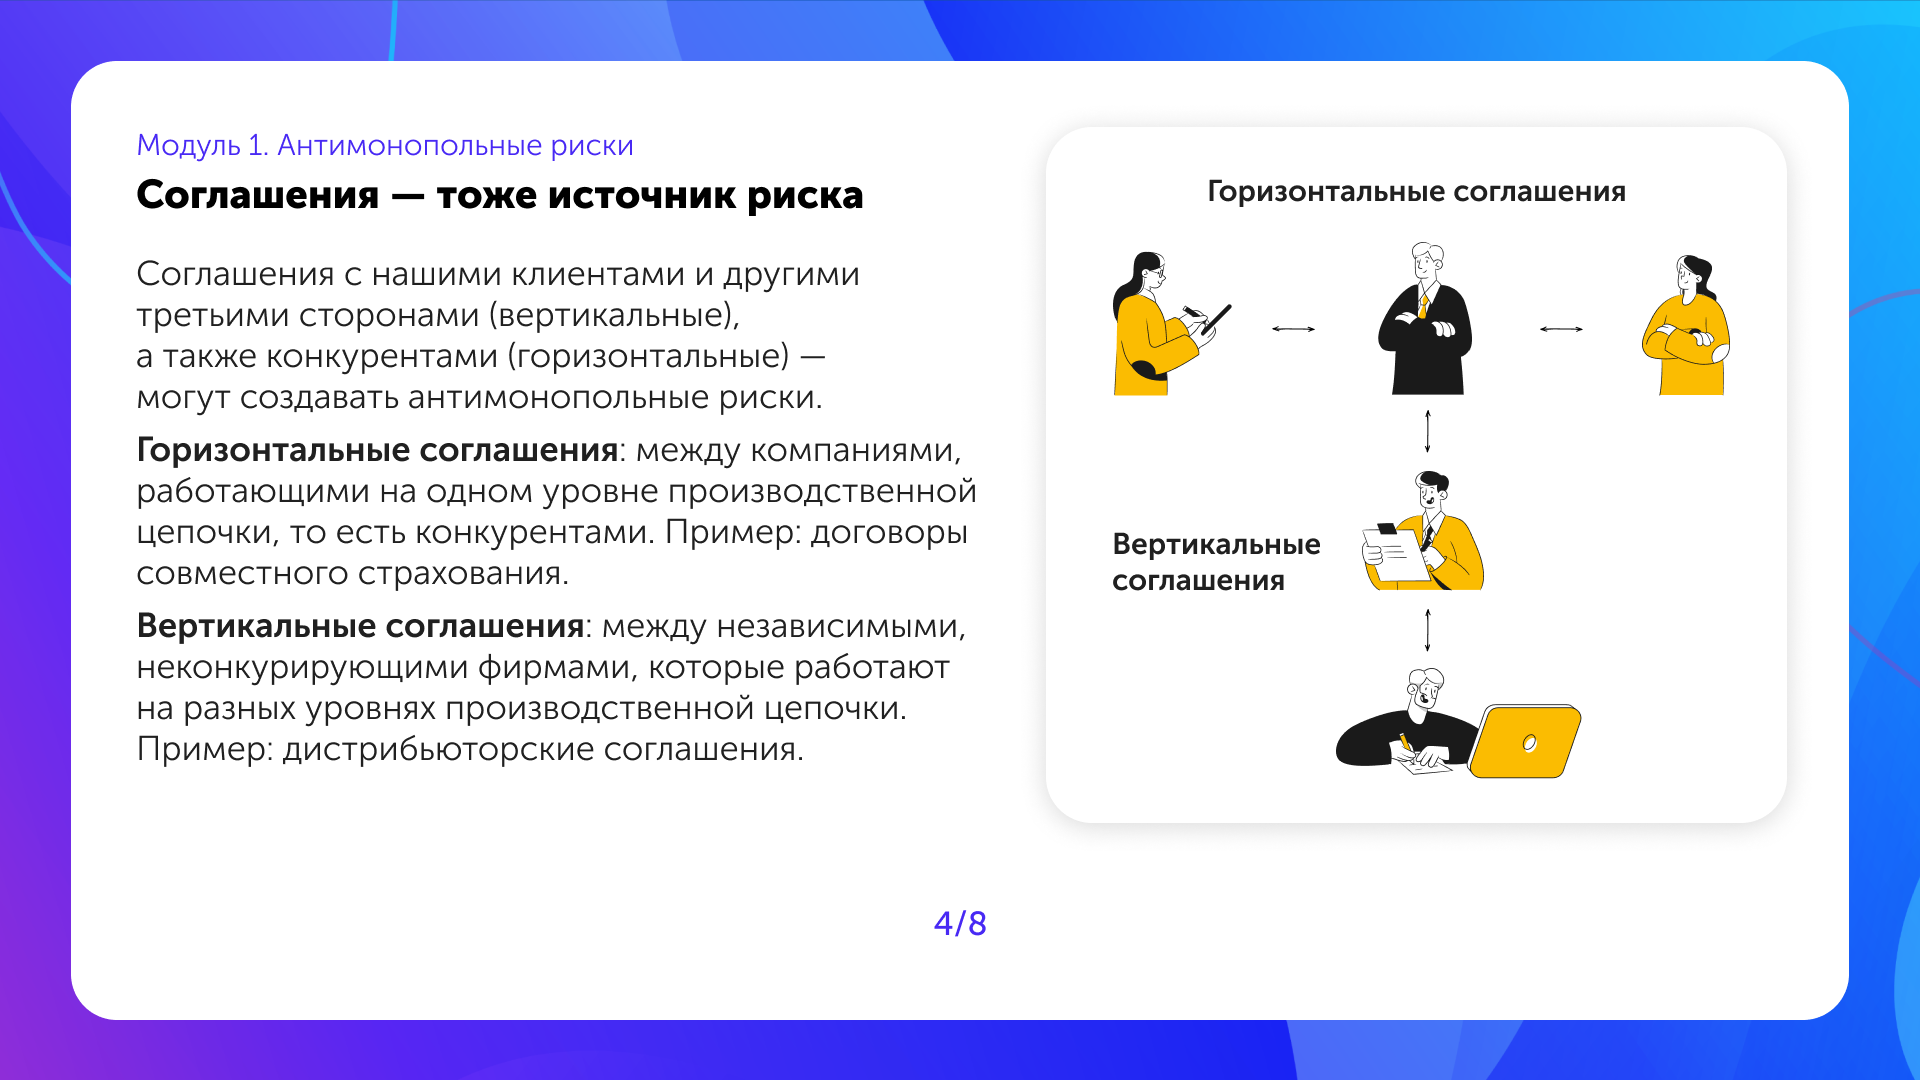 Модуль 1. Антимонопольные риски
Соглашения — тоже источник риска
Соглашения с нашими клиентами и другими
третьими сторонами (вертикальные),
а также конкурентами (горизонтальные) —
могут создавать антимонопольные риски.
Горизонтальные соглашения: между компаниями,
работающими на одном уровне производственной
цепочки, то есть конкурентами. Пример: договоры
совместного страхования.
Вертикальные соглашения: между независимыми,
неконкурирующими фирмами, которые работают
на разных уровнях производственной цепочки.
Пример: дистрибьюторские соглашения.
Горизонтальные соглашения
Вертикальные
соглашения
4/8